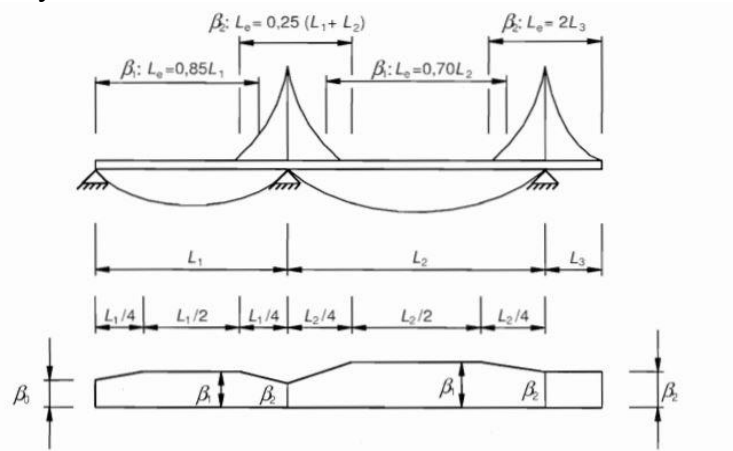 β₂: Lₑ = 0,25 (L₁ + L₂)
β₂: Lₑ = 2L₃
β₁: Lₑ=0,85L₁
β₁: Lₑ=0,70L₂
L₁
L₂
L₃
L₁/4
L₁/2
L₁/4
L₂/4
L₂/2
L₂/4
β₀
β₁
β₂
β₁
β₂
β₂